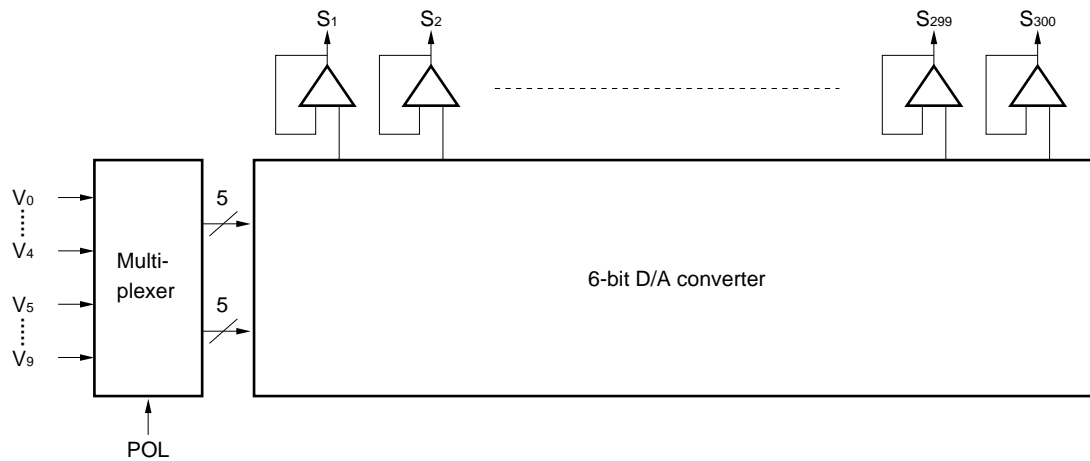 S1 S2 S299 S300
V0
V4
V5
V9
Multi-
plexer
5
5
6-bit D/A converter
POL